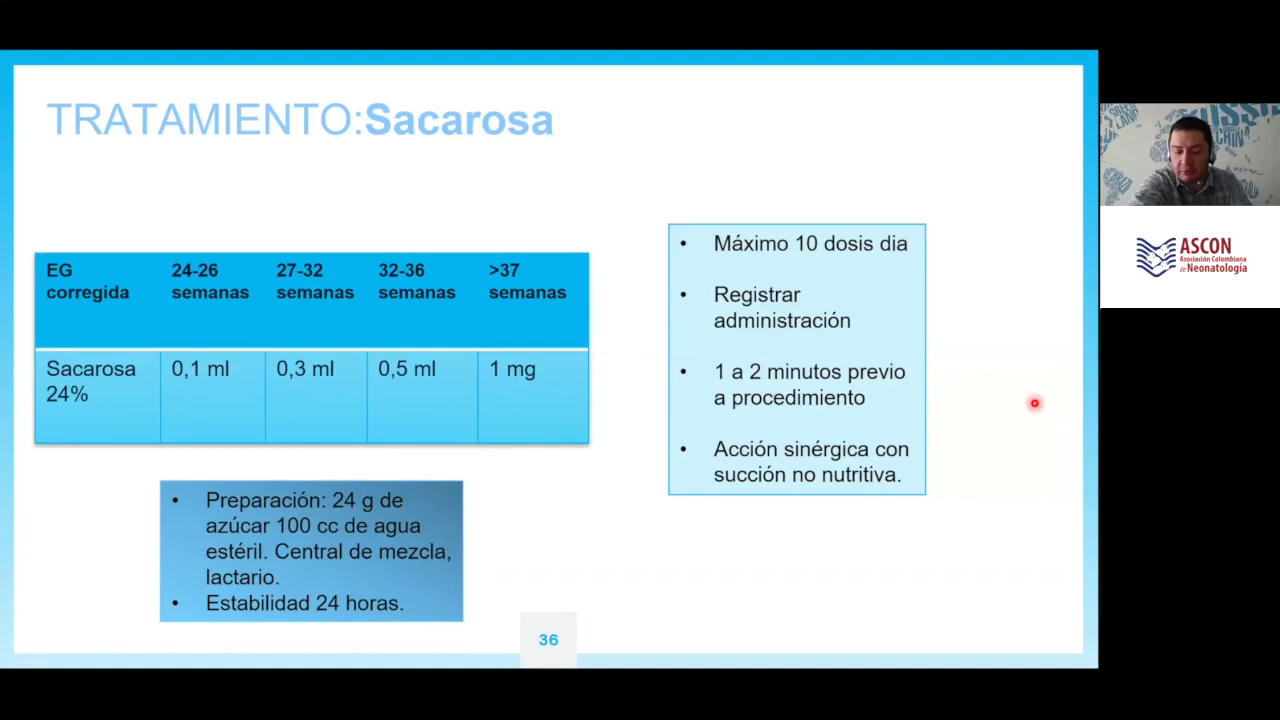 TRATAMIENTO:Sacarosa
EG corregida
24-26 semanas
27-32 semanas
32-36 semanas
>37 semanas
Sacarosa 24%
0,1 ml
0,3 ml
0,5 ml
1 mg
• Preparación: 24 g de
azúcar 100 cc de agua
estéril. Central de mezcla,
lactario.
• Estabilidad 24 horas.
• Máximo 10 dosis dia
• Registrar
administración
• 1 a 2 minutos previo
a procedimiento
• Acción sinérgica con
succión no nutritiva.
36
ASCON
Asociación Colombiana
de Neonatología